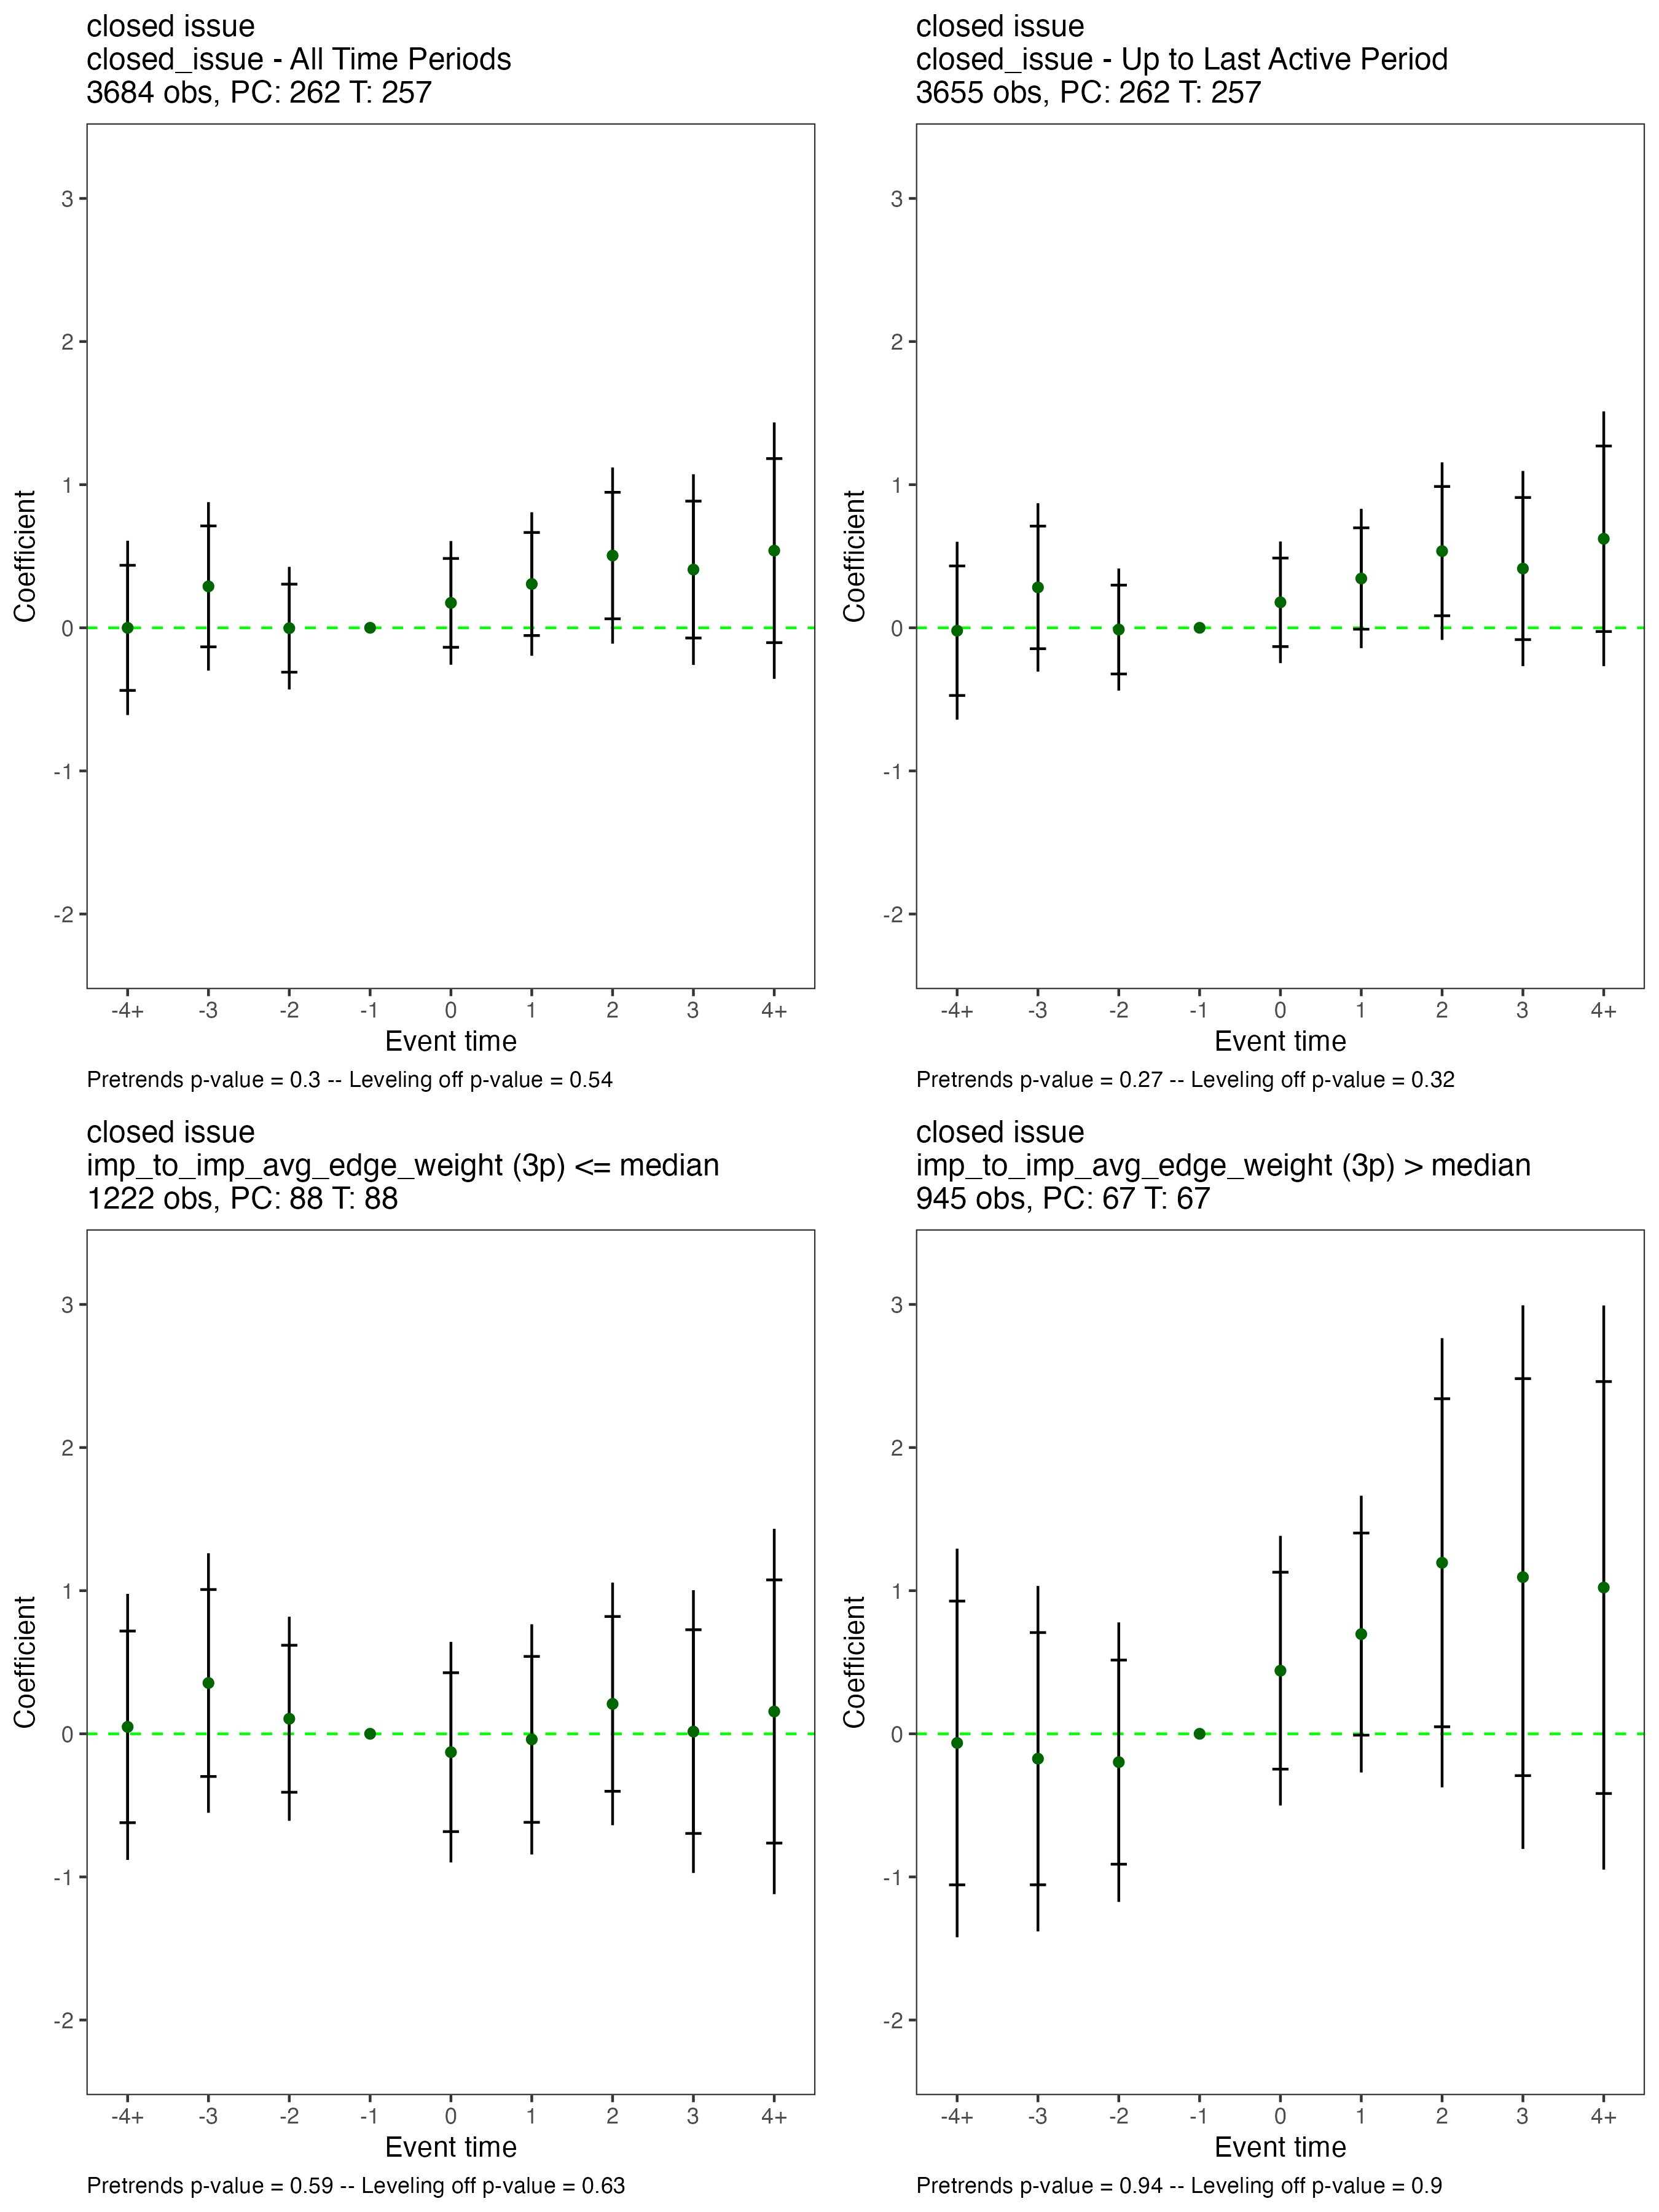 closed issue
closed_issue - All Time Periods
3684 obs, PC: 262 T: 257
3
2
1
0
-1
-2
Coefficient
-4+ -3 -2 -1 0 1 2 3 4+
Event time
Pretrends p-value = 0.3 -- Leveling off p-value = 0.54
closed issue
closed_issue - Up to Last Active Period
3655 obs, PC: 262 T: 257
3
2
1
0
-1
-2
Coefficient
-4+ -3 -2 -1 0 1 2 3 4+
Event time
Pretrends p-value = 0.27 -- Leveling off p-value = 0.32
closed issue
imp_to_imp_avg_edge_weight (3p) <= median
1222 obs, PC: 88 T: 88
3
2
1
0
-1
-2
Coefficient
-4+ -3 -2 -1 0 1 2 3 4+
Event time
Pretrends p-value = 0.59 -- Leveling off p-value = 0.63
closed issue
imp_to_imp_avg_edge_weight (3p) > median
945 obs, PC: 67 T: 67
3
2
1
0
-1
-2
Coefficient
-4+ -3 -2 -1 0 1 2 3 4+
Event time
Pretrends p-value = 0.94 -- Leveling off p-value = 0.9